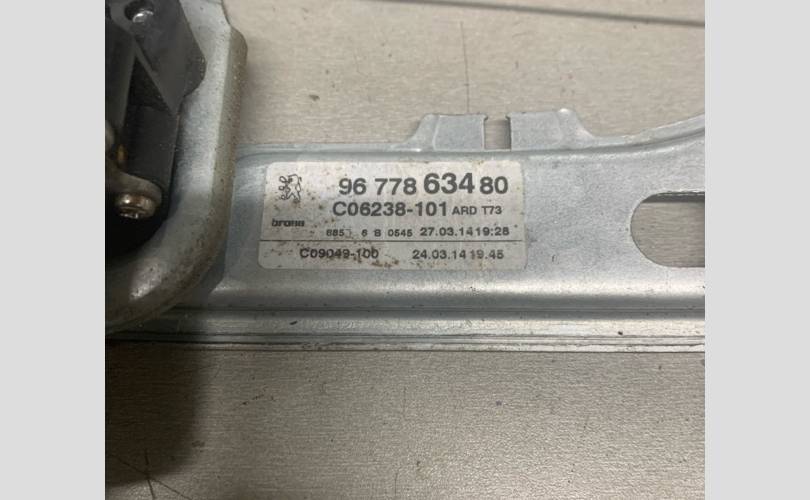 96 778 634 80
C06238-101 ARD T73
brose
6 B 0545 27.03.14 19:28
C09049-100 24.03.14 19.45